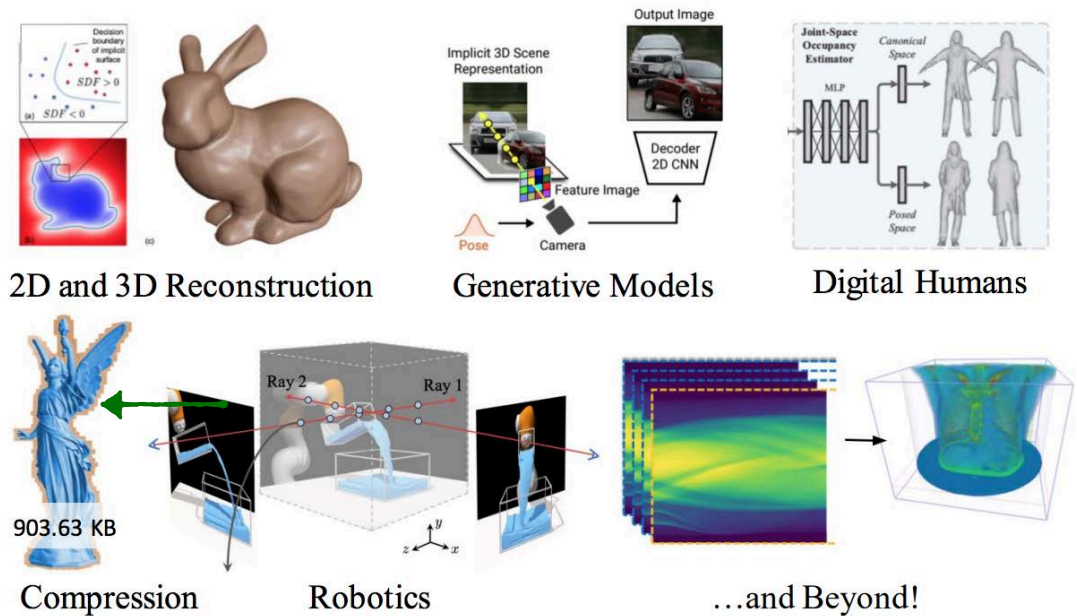 Decision
boundary
of implicit
surface
SDF > 0
(a)
SDF < 0
(b)
(c)
2D and 3D Reconstruction
Implicit 3D Scene
Representation
Output Image
Decoder
2D CNN
Feature Image
Pose
Camera
Generative Models
Joint-Space
Occupancy
Estimator
MLP
Canonical
Space
Posed
Space
Digital Humans
903.63 KB
Compression
Ray 2
Ray 1
y
z
x
Robotics
…and Beyond!